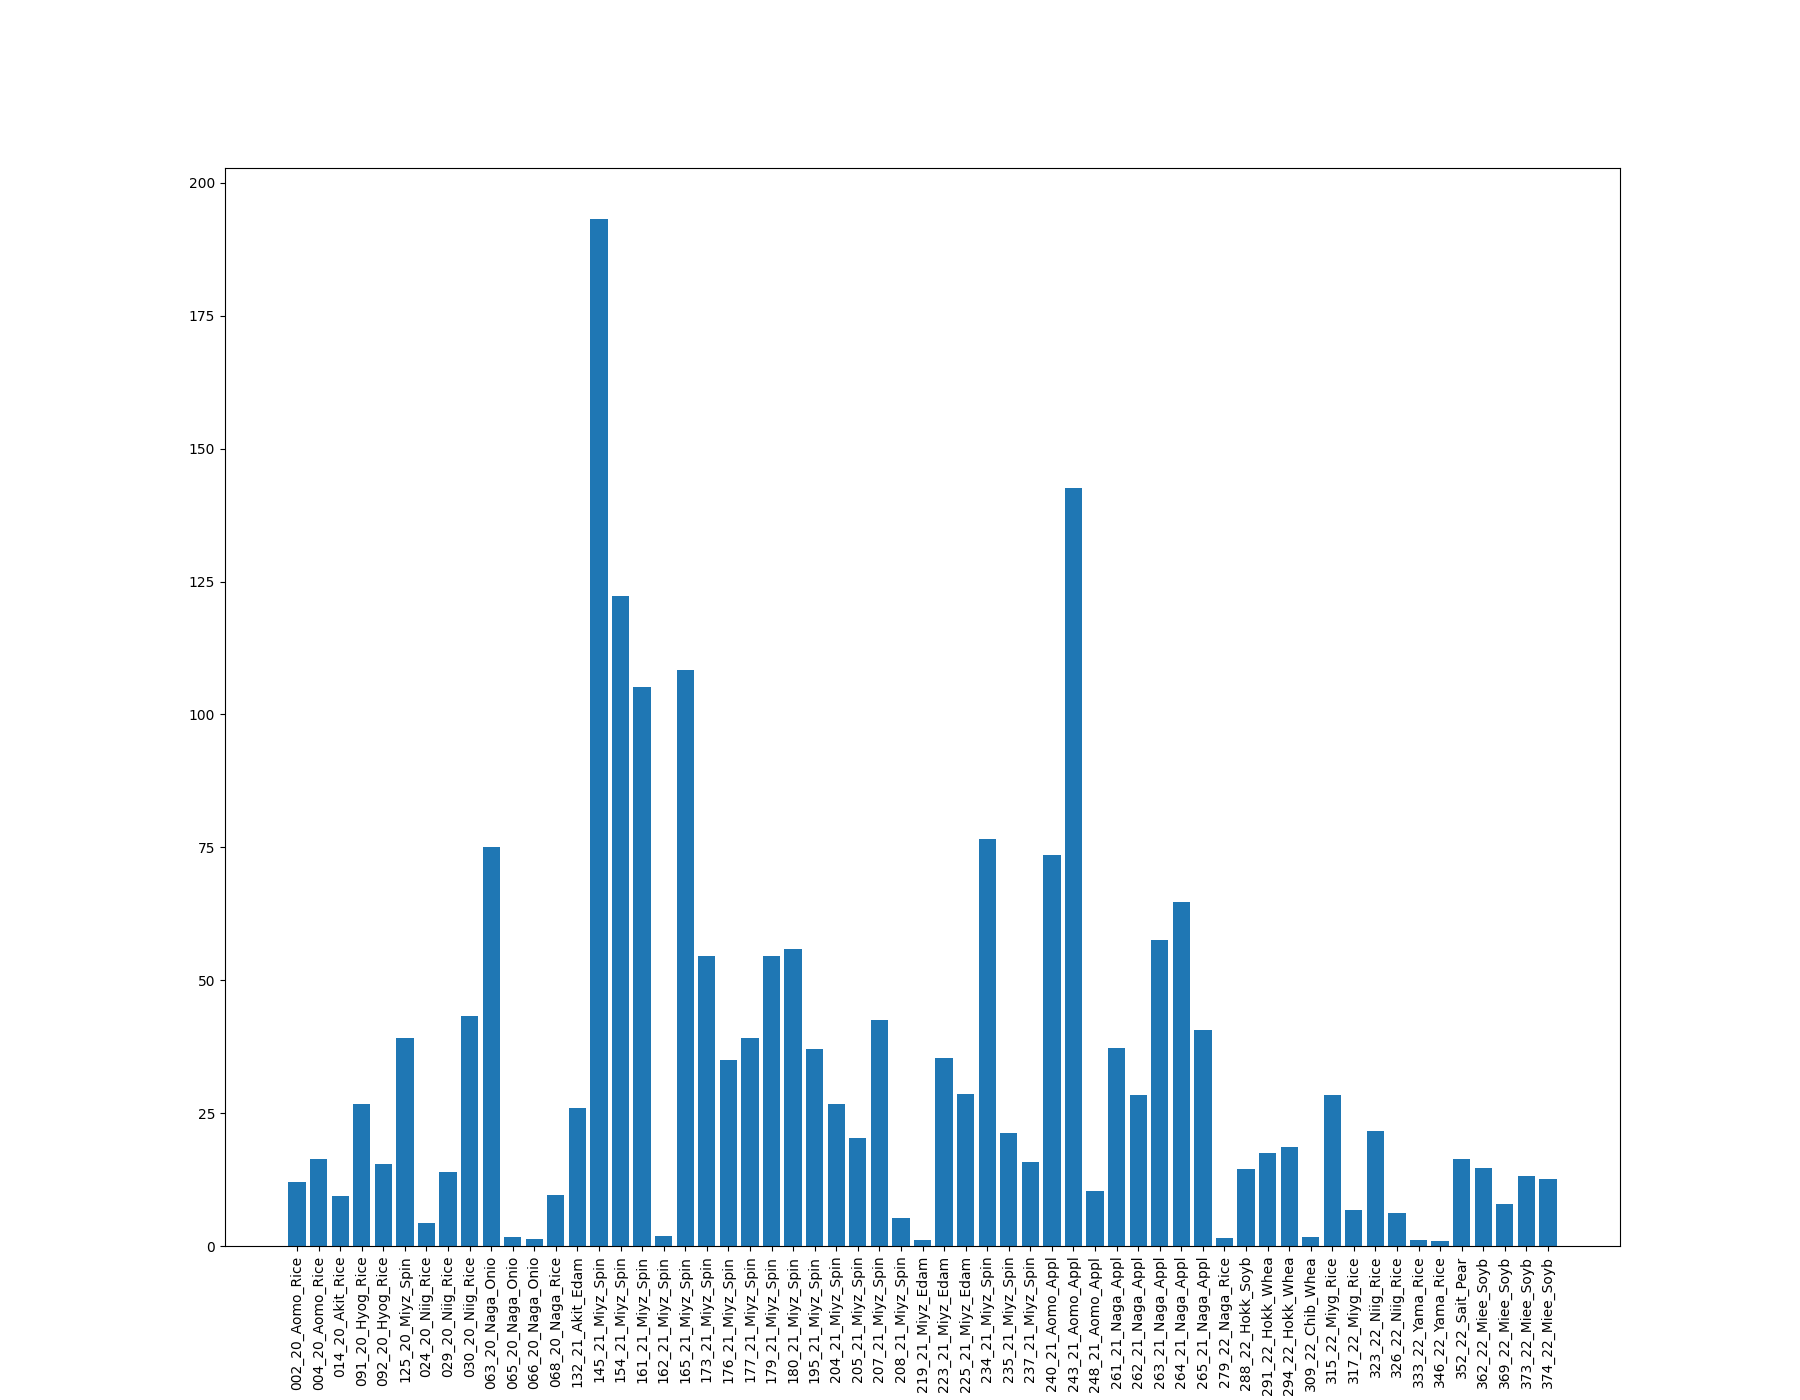 200
175
150
125
100
75
50
25
0
002_20_Aomo_Rice
004_20_Aomo_Rice
014_20_Akit_Rice
091_20_Hyog_Rice
092_20_Hyog_Rice
125_20_Miyz_Spin
024_20_Niig_Rice
029_20_Niig_Rice
030_20_Niig_Rice
063_20_Naga_Onio
065_20_Naga_Onio
066_20_Naga_Onio
068_20_Naga_Rice
132_21_Akit_Edam
145_21_Miyz_Spin
154_21_Miyz_Spin
161_21_Miyz_Spin
162_21_Miyz_Spin
165_21_Miyz_Spin
173_21_Miyz_Spin
176_21_Miyz_Spin
177_21_Miyz_Spin
179_21_Miyz_Spin
180_21_Miyz_Spin
195_21_Miyz_Spin
204_21_Miyz_Spin
205_21_Miyz_Spin
207_21_Miyz_Spin
208_21_Miyz_Spin
219_21_Miyz_Edam
223_21_Miyz_Edam
225_21_Miyz_Edam
234_21_Miyz_Spin
235_21_Miyz_Spin
237_21_Miyz_Spin
240_21_Aomo_Appl
243_21_Aomo_Appl
248_21_Aomo_Appl
261_21_Naga_Appl
262_21_Naga_Appl
263_21_Naga_Appl
264_21_Naga_Appl
265_21_Naga_Appl
279_22_Naga_Rice
288_22_Hokk_Soyb
291_22_Hokk_Whea
294_22_Hokk_Whea
309_22_Chib_Whea
315_22_Miyg_Rice
317_22_Miyg_Rice
323_22_Niig_Rice
326_22_Niig_Rice
333_22_Yama_Rice
346_22_Yama_Rice
352_22_Sait_Pear
362_22_Miee_Soyb
369_22_Miee_Soyb
373_22_Miee_Soyb
374_22_Miee_Soyb